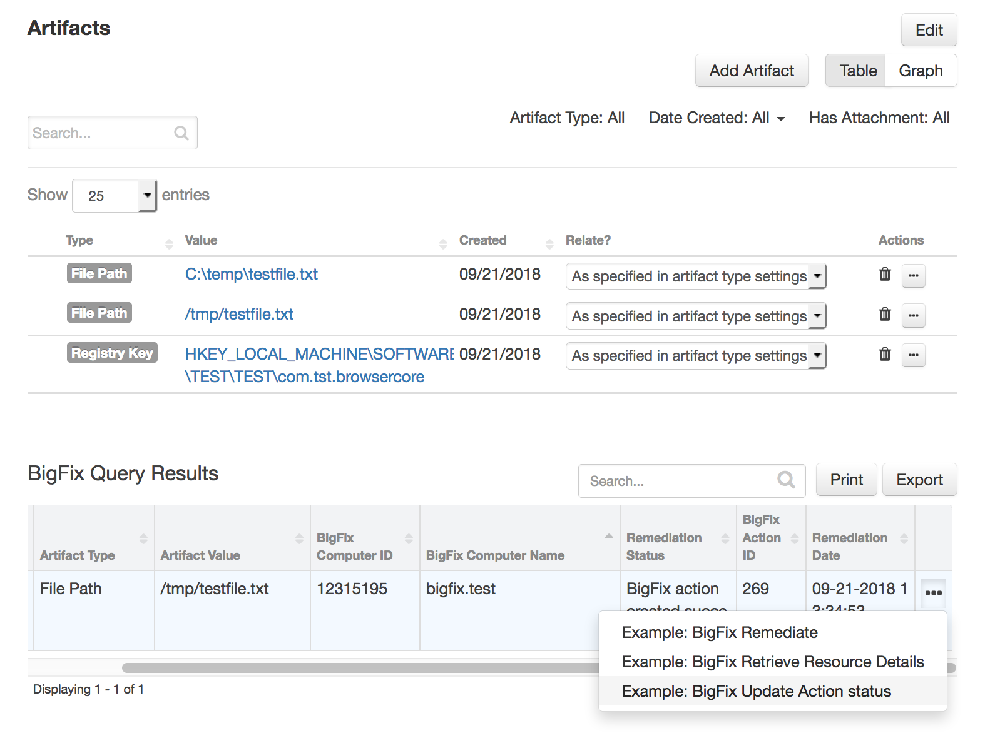 Artifacts
Edit
Add Artifact
Table
Graph
Artifact Type: All
Date Created: All
Has Attachment: All
Search...
Show 25 entries
Type
Value
Created
Relate?
Actions
File Path
C:\temp\testfile.txt
09/21/2018
As specified in artifact type settings
File Path
/tmp/testfile.txt
09/21/2018
As specified in artifact type settings
Registry Key
HKEY_LOCAL_MACHINE\SOFTWARE
\TEST\TEST\com.tst.browsercore
09/21/2018
As specified in artifact type settings
BigFix Query Results
Search...
Print
Export
Artifact Type
Artifact Value
BigFix
Computer ID
BigFix Computer Name
Remediation
Status
BigFix
Action
ID
Remediation
Date
File Path
/tmp/testfile.txt
12315195
bigfix.test
BigFix action
created succe
269
09-21-2018 1
3:34:53
Example: BigFix Remediate
Example: BigFix Retrieve Resource Details
Example: BigFix Update Action status
Displaying 1 - 1 of 1